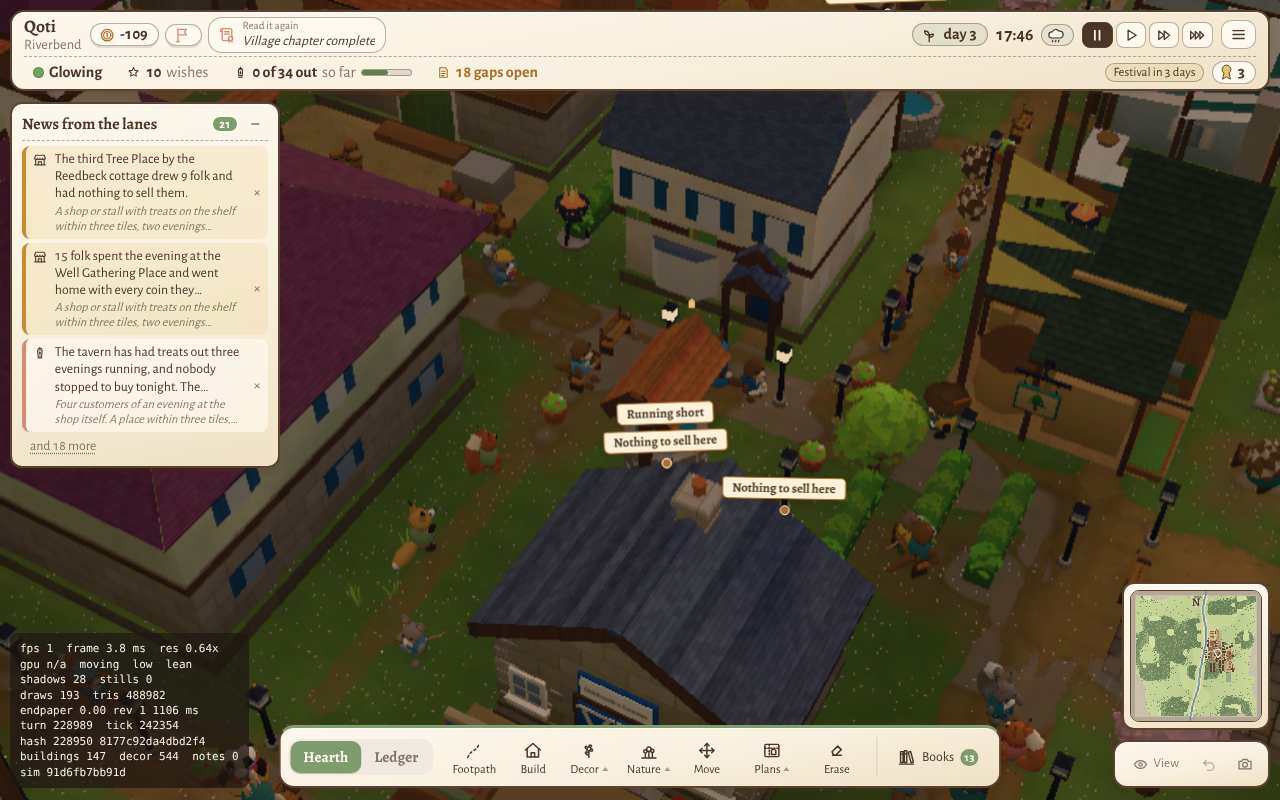 Qoti
Riverbend
-109
Read it again
Village chapter complete
day 3
17:46
Glowing
10 wishes
0 of 34 out so far
18 gaps open
Festival in 3 days
3
News from the lanes
21
The third Tree Place by the
Reedbeck cottage drew 9 folk and
had nothing to sell them.
A shop or stall with treats on the shelf
within three tiles, two evenings...
15 folk spent the evening at the
Well Gathering Place and went
home with every coin they...
A shop or stall with treats on the shelf
within three tiles, two evenings...
The tavern has had treats out three
evenings running, and nobody
stopped to buy tonight. The...
Four customers of an evening at the
shop itself. A place within three tiles,...
and 18 more
Running short
Nothing to sell here
Nothing to sell here
fps 1 frame 3.8 ms res 0.64x
gpu n/a moving low lean
shadows 28 stills 0
draws 193 tris 488982
endpaper 0.00 rev 1 1106 ms
turn 228989 tick 242354
hash 228950 8177c92da4dbd2f4
buildings 147 decor 544 notes 0
sim 91d6fb7bb91d
Hearth
Ledger
Footpath
Build
Decor
Nature
Move
Plans
Erase
Books 13
N
View